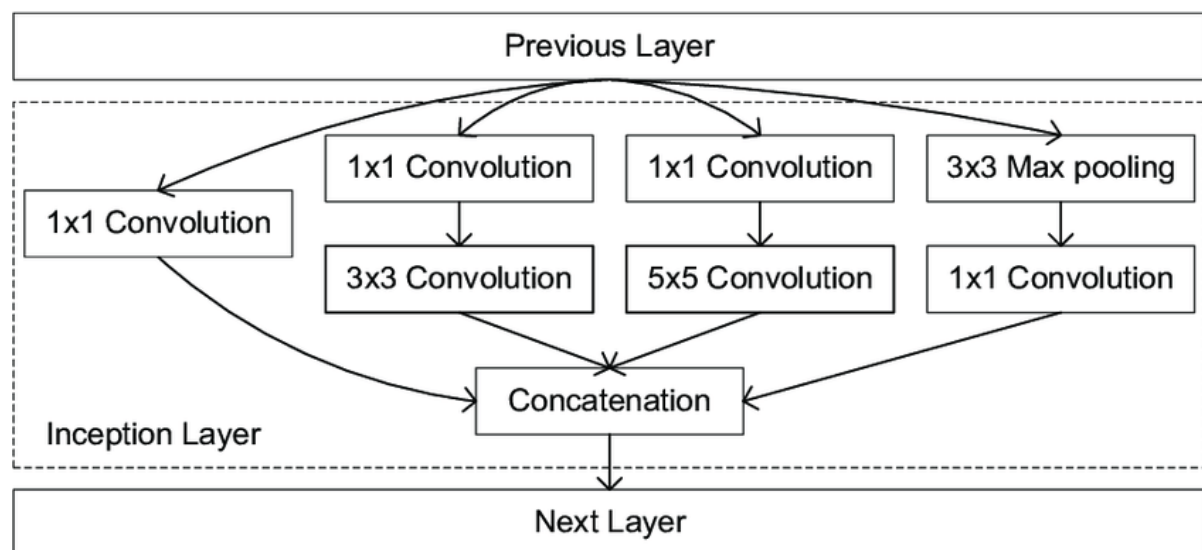 Previous Layer
1x1 Convolution
1x1 Convolution
3x3 Max pooling
1x1 Convolution
3x3 Convolution
5x5 Convolution
1x1 Convolution
Concatenation
Inception Layer
Next Layer